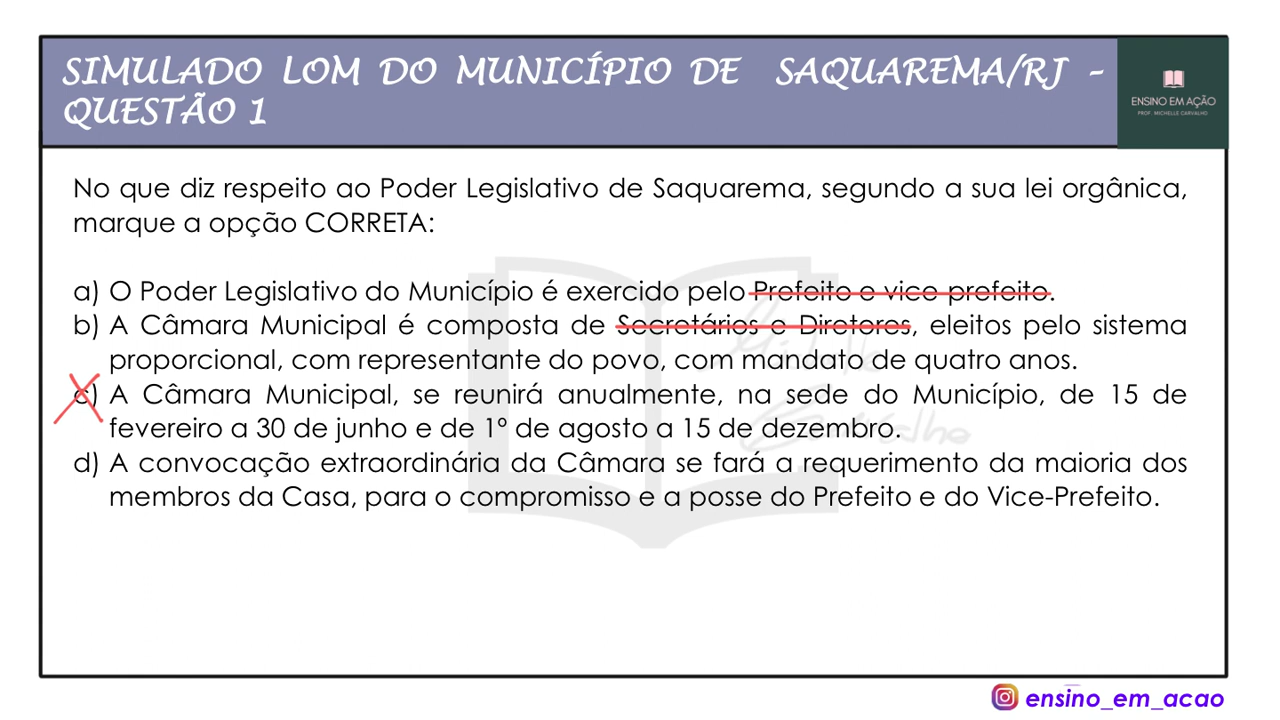 SIMULADO LOM DO MUNICÍPIO DE SAQUAREMA/RJ –
QUESTÃO 1
ENSINO EM AÇÃO
PROF. MICHELLE CARVALHO
No que diz respeito ao Poder Legislativo de Saquarema, segundo a sua lei orgânica,
marque a opção CORRETA:
a) O Poder Legislativo do Município é exercido pelo Prefeito e vice-prefeito.
b) A Câmara Municipal é composta de Secretários e Diretores, eleitos pelo sistema
proporcional, com representante do povo, com mandato de quatro anos.
c) A Câmara Municipal, se reunirá anualmente, na sede do Município, de 15 de
fevereiro a 30 de junho e de 1º de agosto a 15 de dezembro.
d) A convocação extraordinária da Câmara se fará a requerimento da maioria dos
membros da Casa, para o compromisso e a posse do Prefeito e do Vice-Prefeito.
ensino_em_acao